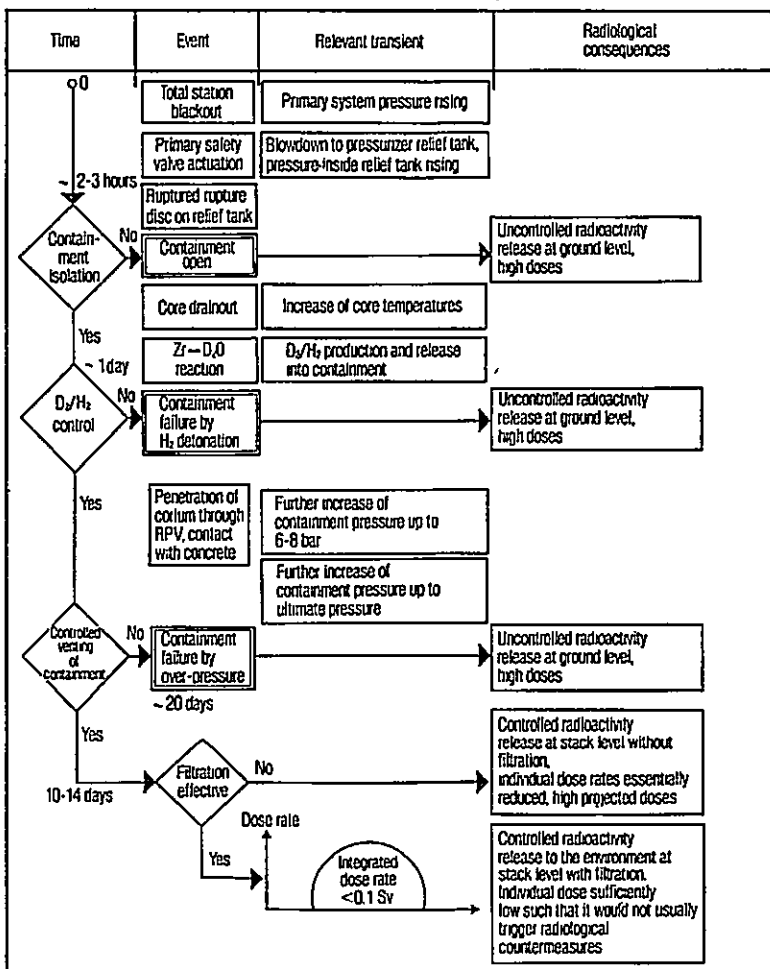 Time
Event
Relevant transient
Radiological
consequences
0
Total station
blackout
Primary system pressure rising
Primary safety
valve actuation
Blowdown to pressurizer relief tank,
pressure-inside relief tank rising
~ 2-3 hours
Ruptured rupture
disc on relief tank
Contain-
ment
isolation
No
Containment
open
Uncontrolled radioactivity
release at ground level,
high doses
Core drainout
Increase of core temperatures
Yes
Zr–D₂O
reaction
D₂/H₂ production and release
into containment
~ 1day
D₂/H₂
control
No
Containment
failure by
H₂ detonation
Uncontrolled radioactivity
release at ground level,
high doses
Yes
Penetration of
corium through
RPV, contact
with concrete
Further increase of
containment pressure up to
6-8 bar
Further increase of
containment pressure up to
ultimate pressure
Controlled
venting
of
containment
No
Containment
failure by
over-pressure
Uncontrolled radioactivity
release at ground level,
high doses
~ 20 days
Yes
10-14 days
Filtration
effective
No
Controlled radioactivity
release at stack level without
filtration,
individual dose rates essentially
reduced, high projected doses
Yes
Dose rate
Integrated
dose rate
<0.1 Sv
Controlled radioactivity
release to the environment at
stack level with filtration.
Individual dose sufficiently
low such that it would not usually
trigger radiological
countermeasures